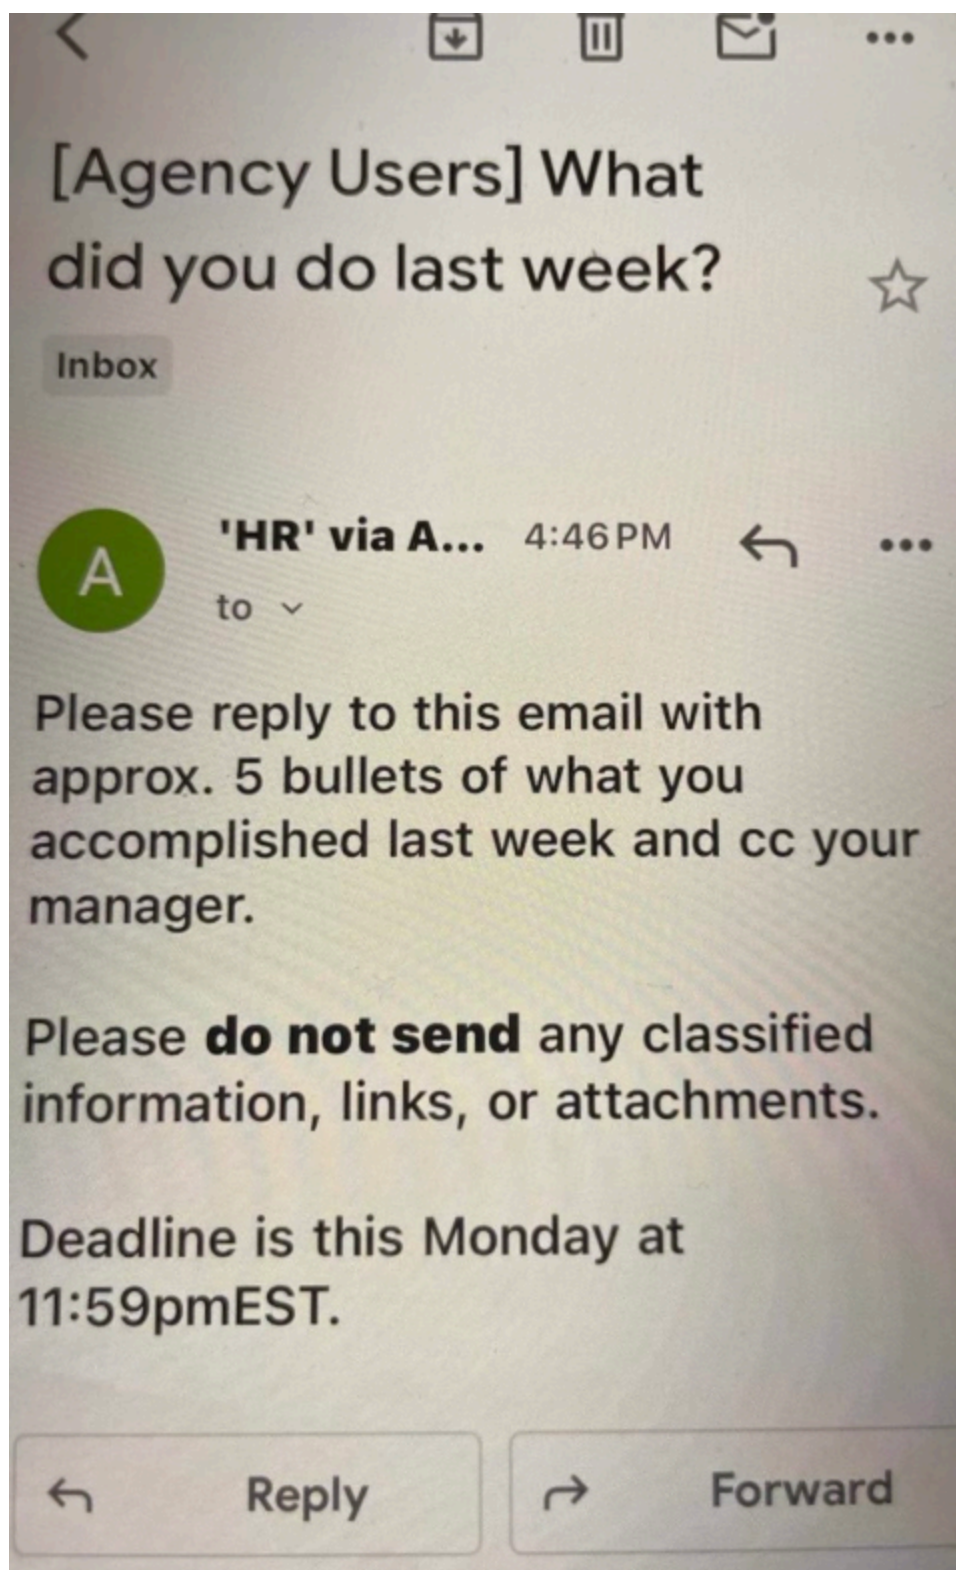 [Agency Users] What
did you do last week?
Inbox
A
'HR' via A... 4:46 PM
to
Please reply to this email with
approx. 5 bullets of what you
accomplished last week and cc your
manager.
Please do not send any classified
information, links, or attachments.
Deadline is this Monday at
11:59pmEST.
Reply Forward